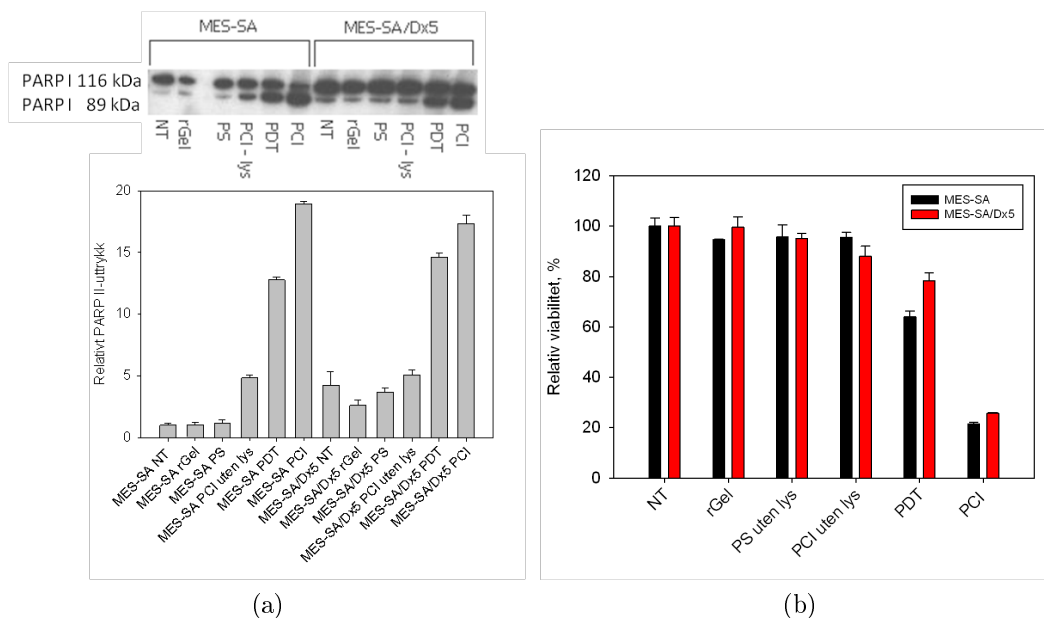 MES-SA
MES-SA/Dx5
PARP I 116 kDa
PARP I 89 kDa
NT
rGel
PS
PCI - lys
PDT
PCI
NT
rGel
PS
PCI - lys
PDT
PCI
Relativt PARP II-uttrykk
20
15
10
5
0
MES-SA NT
MES-SA rGel
MES-SA PS
MES-SA PCI uten lys
MES-SA PDT
MES-SA PCI
MES-SA/Dx5 NT
MES-SA/Dx5 rGel
MES-SA/Dx5 PS
MES-SA/Dx5 PCI uten lys
MES-SA/Dx5 PDT
MES-SA/Dx5 PCI
(a)
Relativ viabilitet, %
120
100
80
60
40
20
0
MES-SA
MES-SA/Dx5
NT
rGel
PS uten lys
PCI uten lys
PDT
PCI
(b)